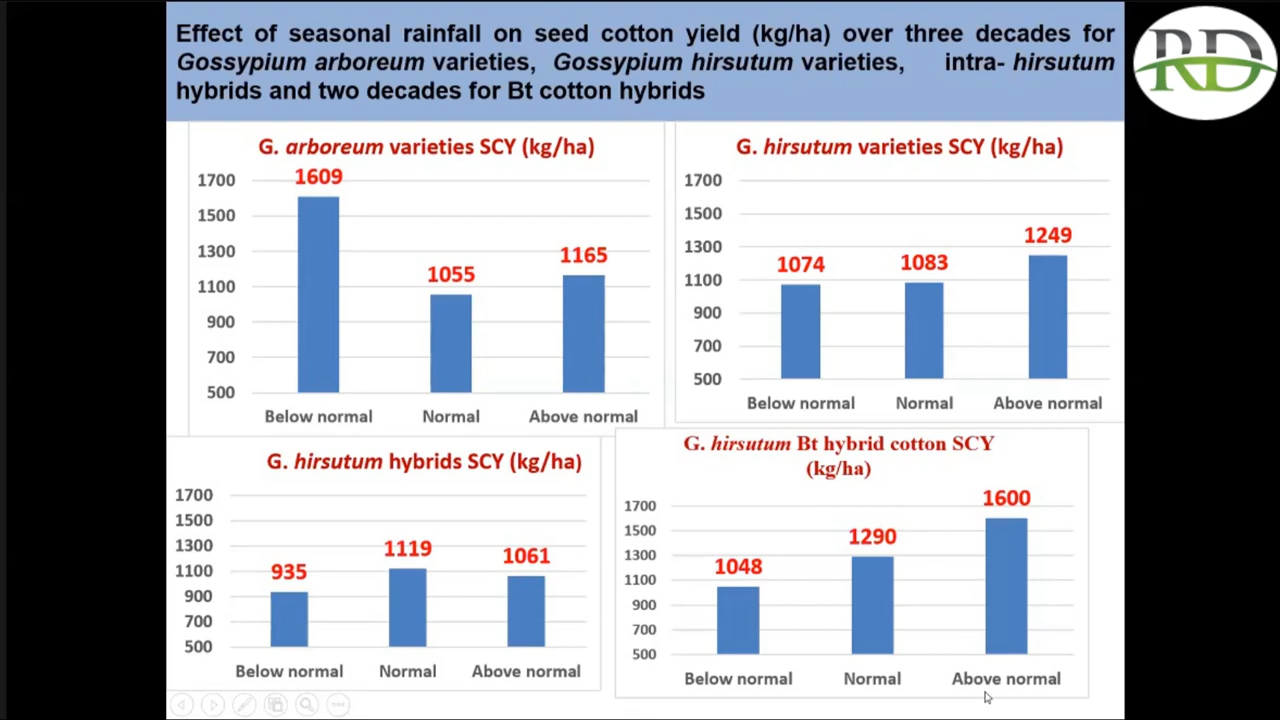 Effect of seasonal rainfall on seed cotton yield (kg/ha) over three decades for
Gossypium arboreum varieties, Gossypium hirsutum varieties, intra- hirsutum
hybrids and two decades for Bt cotton hybrids
RD
G. arboreum varieties SCY (kg/ha)
1700
1500
1300
1100
900
700
500
1609
1055
1165
Below normal
Normal
Above normal
G. hirsutum varieties SCY (kg/ha)
1700
1500
1300
1100
900
700
500
1074
1083
1249
Below normal
Normal
Above normal
G. hirsutum hybrids SCY (kg/ha)
1700
1500
1300
1100
900
700
500
935
1119
1061
Below normal
Normal
Above normal
G. hirsutum Bt hybrid cotton SCY
(kg/ha)
1700
1500
1300
1100
900
700
500
1048
1290
1600
Below normal
Normal
Above normal